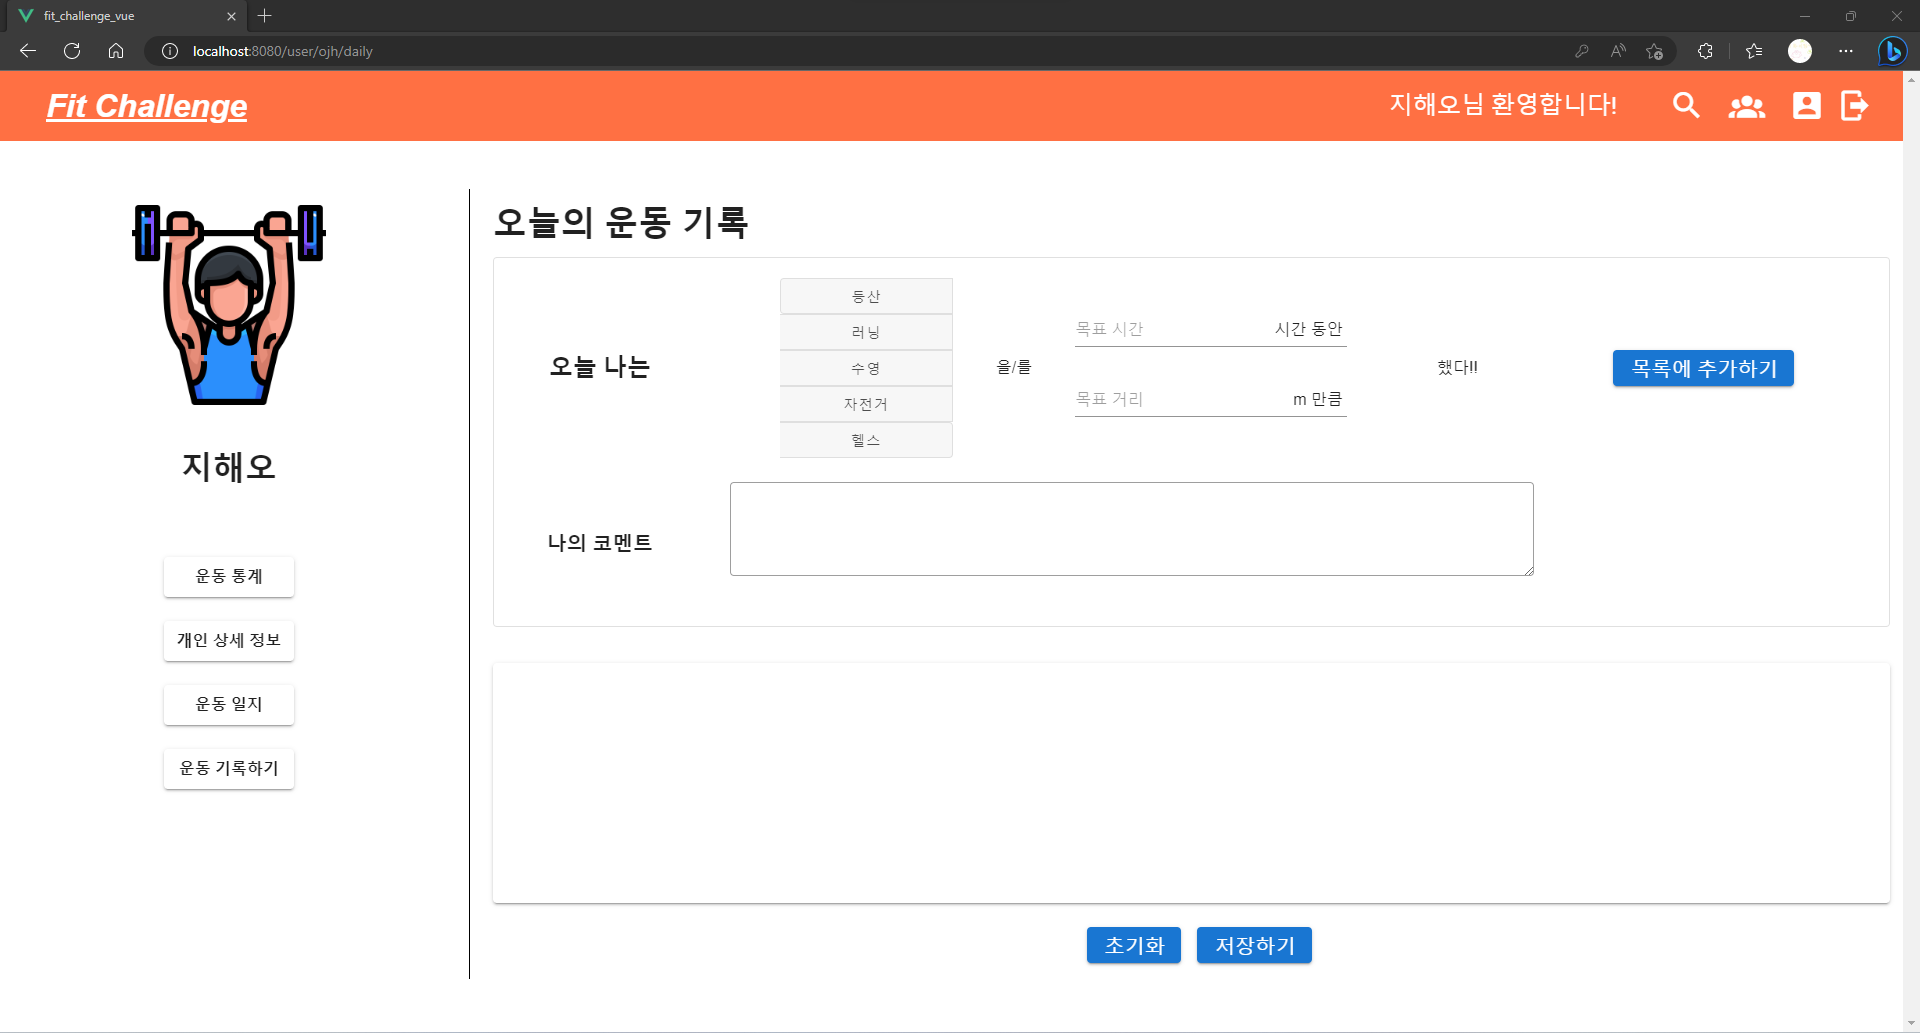 fit_challenge_vue
localhost:8080/user/ojh/daily
Fit Challenge
지해오님 환영합니다!
지해오
운동 통계
개인 상세 정보
운동 일지
운동 기록하기
오늘의 운동 기록
오늘 나는
등산
러닝
수영
자전거
헬스
을/를
목표 시간 시간 동안
목표 거리 m 만큼
했다!!
목록에 추가하기
나의 코멘트
초기화
저장하기